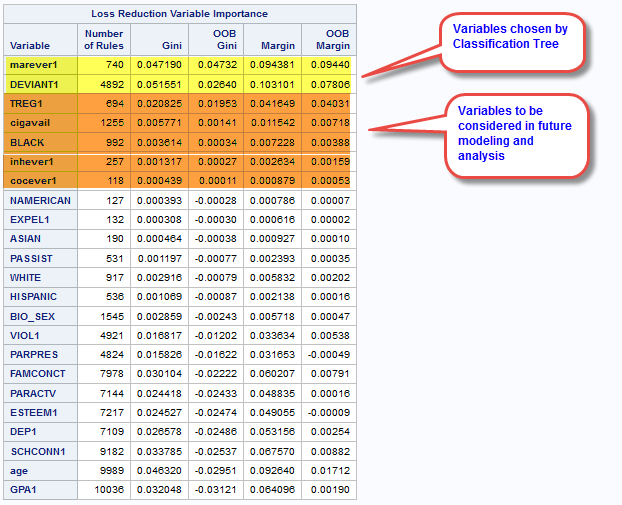 Loss Reduction Variable Importance
Variable Number of Rules Gini OOB Gini Margin OOB Margin
marever1 740 0.047190 0.04732 0.094381 0.09440
DEVIANT1 4892 0.051551 0.02640 0.103101 0.07806
TREG1 694 0.020825 0.01953 0.041649 0.04031
cigavail 1255 0.005771 0.00141 0.011542 0.00718
BLACK 992 0.003614 0.00034 0.007228 0.00388
inhever1 257 0.001317 0.00027 0.002634 0.00159
cocever1 118 0.000439 0.00011 0.000879 0.00053
NAMERICAN 127 0.000393 -0.00028 0.000786 0.00007
EXPEL1 132 0.000308 -0.00030 0.000616 0.00002
ASIAN 190 0.000464 -0.00038 0.000927 0.00010
PASSIST 531 0.001197 -0.00077 0.002393 0.00035
WHITE 917 0.002916 -0.00079 0.005832 0.00202
HISPANIC 536 0.001069 -0.00087 0.002138 0.00016
BIO_SEX 1545 0.002859 -0.00243 0.005718 0.00047
VIOL1 4921 0.016817 -0.01202 0.033634 0.00538
PARPRES 4824 0.015826 -0.01622 0.031653 -0.00049
FAMCONCT 7978 0.030104 -0.02222 0.060207 0.00791
PARACTV 7144 0.024418 -0.02433 0.048835 0.00016
ESTEEM1 7217 0.024527 -0.02474 0.049055 -0.00009
DEP1 7109 0.026578 -0.02486 0.053156 0.00254
SCHCONN1 9182 0.033785 -0.02537 0.067570 0.00882
age 9989 0.046320 -0.02951 0.092640 0.01712
GPA1 10036 0.032048 -0.03121 0.064096 0.00190
Variables chosen by
Classification Tree
Variables to be
considered in future
modeling and
analysis